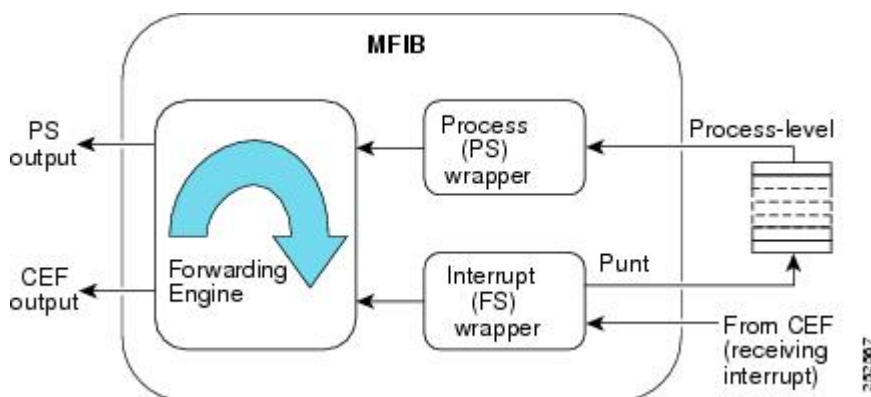 MFIB
PS
output
Process
(PS)
wrapper
Process-level
CEF
output
Forwarding
Engine
Interrupt
(FS)
wrapper
Punt
From CEF
(receiving
interrupt)